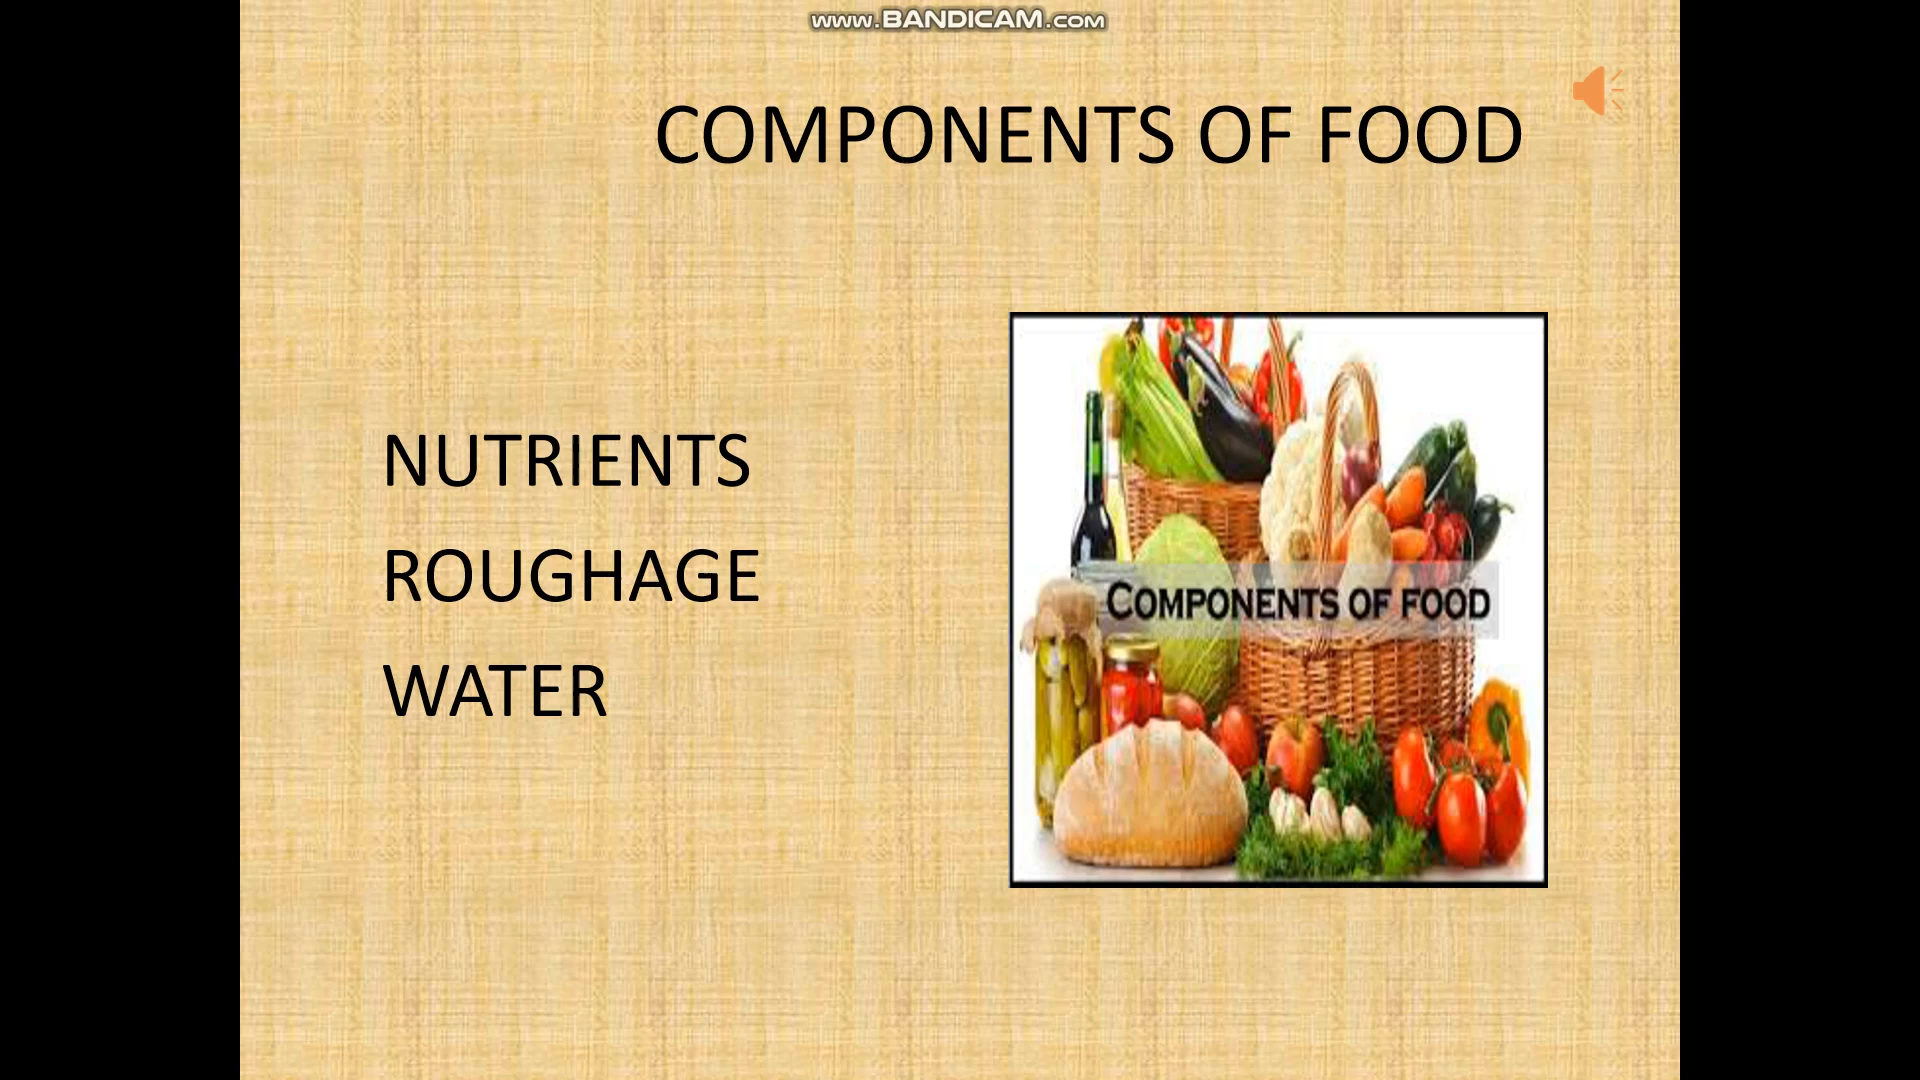 www.BANDICAM.com
COMPONENTS OF FOOD
NUTRIENTS
ROUGHAGE
WATER
COMPONENTS OF FOOD